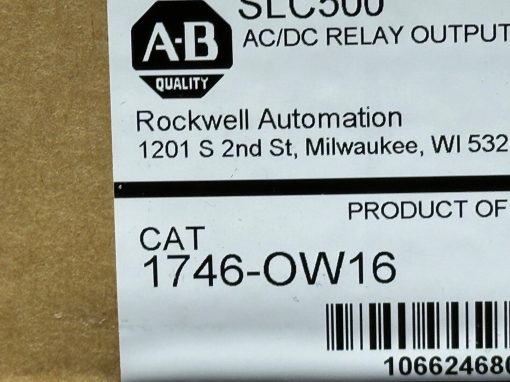 A-B
QUALITY
SLC500
AC/DC RELAY OUTPUT
Rockwell Automation
1201 S 2nd St, Milwaukee, WI 532
PRODUCT OF
CAT
1746-OW16
10662468